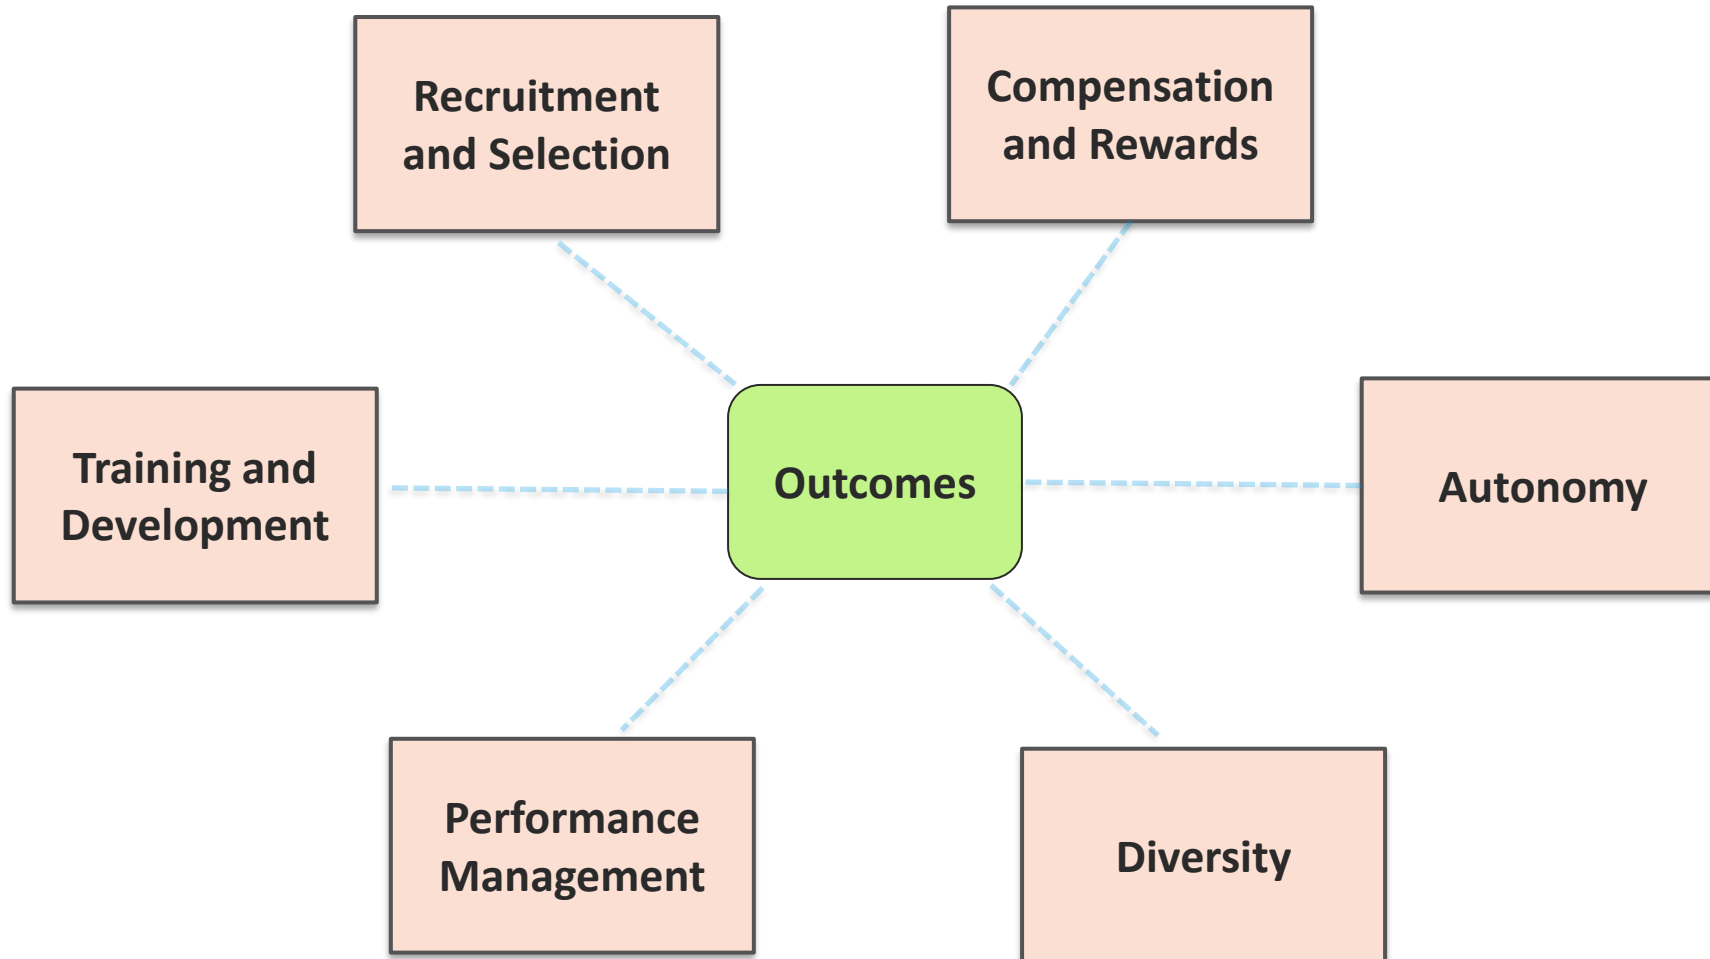 Recruitment
and Selection
Compensation
and Rewards
Training and
Development
Outcomes
Autonomy
Performance
Management
Diversity